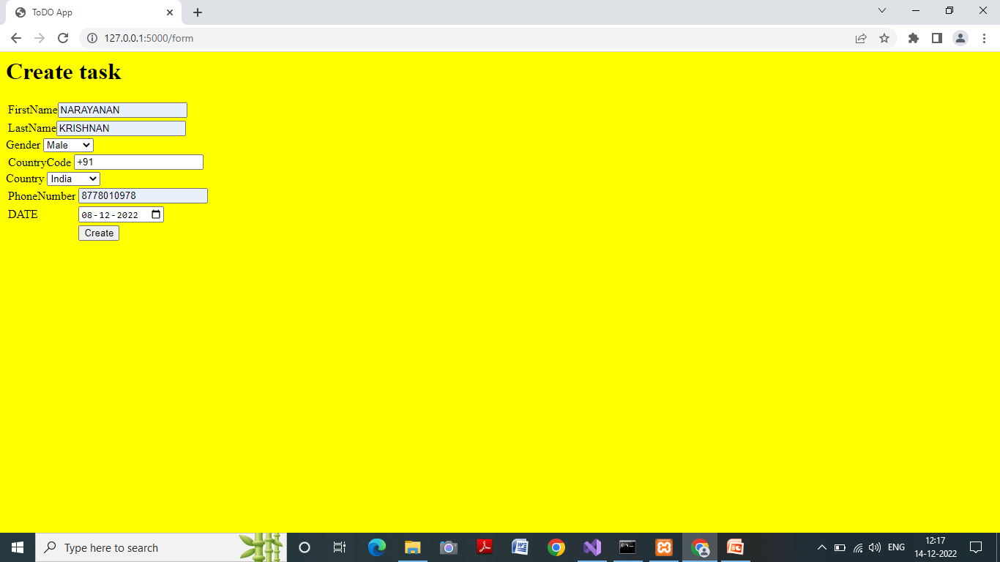 ToDO App
127.0.0.1:5000/form
Create task
FirstName NARAYANAN
LastName KRISHNAN
Gender Male
CountryCode +91
Country India
PhoneNumber 8778010978
DATE 08-12-2022
Create
Type here to search
ENG
12:17
14-12-2022